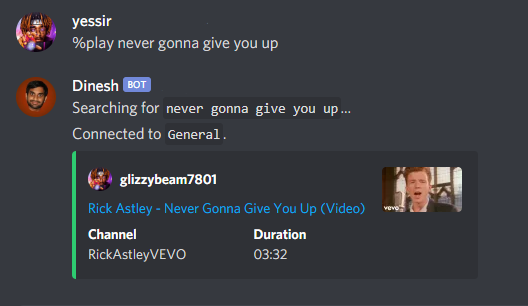 yessir
%play never gonna give you up
Dinesh BOT
Searching for never gonna give you up...
Connected to General.
glizzybeam7801
Rick Astley - Never Gonna Give You Up (Video)
vevo
Channel Duration
RickAstleyVEVO 03:32